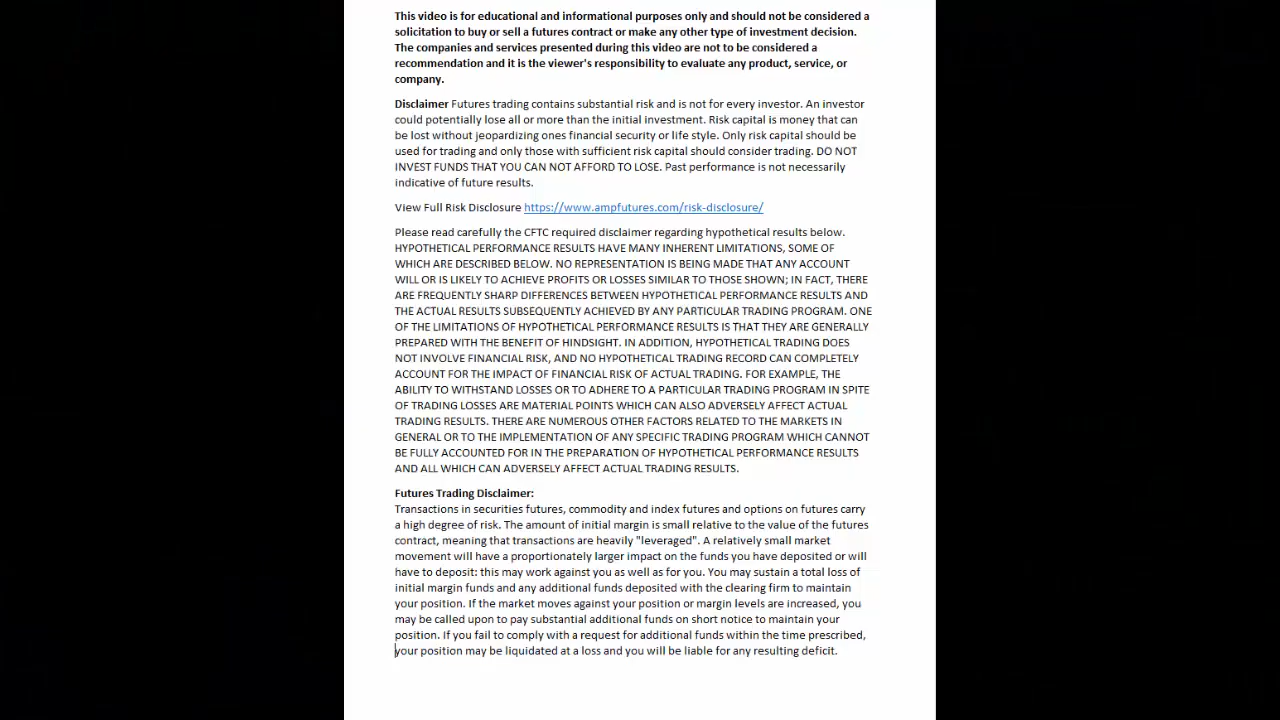 This video is for educational and informational purposes only and should not be considered a
solicitation to buy or sell a futures contract or make any other type of investment decision.
The companies and services presented during this video are not to be considered a
recommendation and it is the viewer's responsibility to evaluate any product, service, or
company.
Disclaimer Futures trading contains substantial risk and is not for every investor. An investor
could potentially lose all or more than the initial investment. Risk capital is money that can
be lost without jeopardizing ones financial security or life style. Only risk capital should be
used for trading and only those with sufficient risk capital should consider trading. DO NOT
INVEST FUNDS THAT YOU CAN NOT AFFORD TO LOSE. Past performance is not necessarily
indicative of future results.
View Full Risk Disclosure https://www.ampfutures.com/risk-disclosure/
Please read carefully the CFTC required disclaimer regarding hypothetical results below.
HYPOTHETICAL PERFORMANCE RESULTS HAVE MANY INHERENT LIMITATIONS, SOME OF
WHICH ARE DESCRIBED BELOW. NO REPRESENTATION IS BEING MADE THAT ANY ACCOUNT
WILL OR IS LIKELY TO ACHIEVE PROFITS OR LOSSES SIMILAR TO THOSE SHOWN; IN FACT, THERE
ARE FREQUENTLY SHARP DIFFERENCES BETWEEN HYPOTHETICAL PERFORMANCE RESULTS AND
THE ACTUAL RESULTS SUBSEQUENTLY ACHIEVED BY ANY PARTICULAR TRADING PROGRAM. ONE
OF THE LIMITATIONS OF HYPOTHETICAL PERFORMANCE RESULTS IS THAT THEY ARE GENERALLY
PREPARED WITH THE BENEFIT OF HINDSIGHT. IN ADDITION, HYPOTHETICAL TRADING DOES
NOT INVOLVE FINANCIAL RISK, AND NO HYPOTHETICAL TRADING RECORD CAN COMPLETELY
ACCOUNT FOR THE IMPACT OF FINANCIAL RISK OF ACTUAL TRADING. FOR EXAMPLE, THE
ABILITY TO WITHSTAND LOSSES OR TO ADHERE TO A PARTICULAR TRADING PROGRAM IN SPITE
OF TRADING LOSSES ARE MATERIAL POINTS WHICH CAN ALSO ADVERSELY AFFECT ACTUAL
TRADING RESULTS. THERE ARE NUMEROUS OTHER FACTORS RELATED TO THE MARKETS IN
GENERAL OR TO THE IMPLEMENTATION OF ANY SPECIFIC TRADING PROGRAM WHICH CANNOT
BE FULLY ACCOUNTED FOR IN THE PREPARATION OF HYPOTHETICAL PERFORMANCE RESULTS
AND ALL WHICH CAN ADVERSELY AFFECT ACTUAL TRADING RESULTS.
Futures Trading Disclaimer:
Transactions in securities futures, commodity and index futures and options on futures carry
a high degree of risk. The amount of initial margin is small relative to the value of the futures
contract, meaning that transactions are heavily "leveraged". A relatively small market
movement will have a proportionately larger impact on the funds you have deposited or will
have to deposit: this may work against you as well as for you. You may sustain a total loss of
initial margin funds and any additional funds deposited with the clearing firm to maintain
your position. If the market moves against your position or margin levels are increased, you
may be called upon to pay substantial additional funds on short notice to maintain your
position. If you fail to comply with a request for additional funds within the time prescribed,
your position may be liquidated at a loss and you will be liable for any resulting deficit.